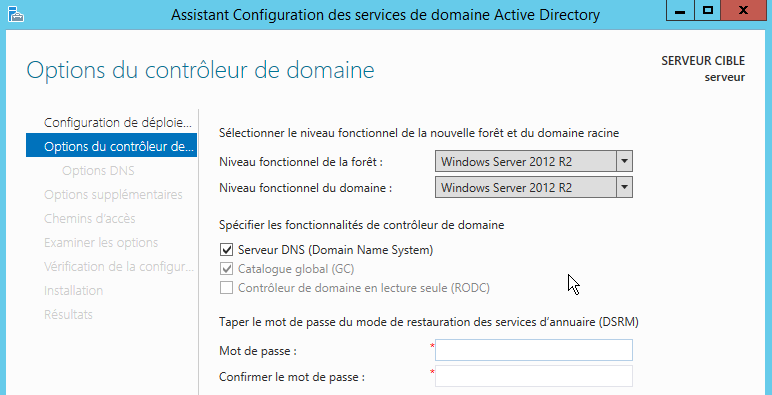 Assistant Configuration des services de domaine Active Directory
Options du contrôleur de domaine
SERVEUR CIBLE
serveur
Configuration de déploie...
Options du contrôleur de...
Options DNS
Options supplémentaires
Chemins d'accès
Examiner les options
Vérification de la configur...
Installation
Résultats
Sélectionner le niveau fonctionnel de la nouvelle forêt et du domaine racine
Niveau fonctionnel de la forêt : Windows Server 2012 R2
Niveau fonctionnel du domaine : Windows Server 2012 R2
Spécifier les fonctionnalités de contrôleur de domaine
Serveur DNS (Domain Name System)
Catalogue global (GC)
Contrôleur de domaine en lecture seule (RODC)
Taper le mot de passe du mode de restauration des services d'annuaire (DSRM)
Mot de passe : *
Confirmer le mot de passe : *